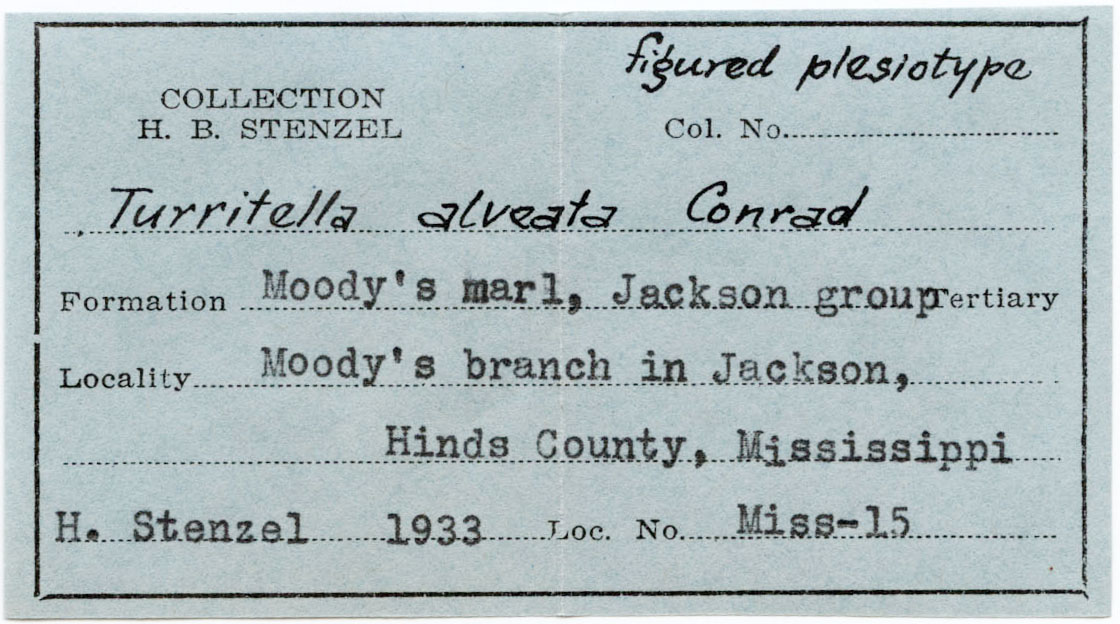 figured plesiotype
COLLECTION
H. B. STENZEL
Col. No.
Turritella alveata Conrad
Formation Moody's marl, Jackson group Tertiary
Locality Moody's branch in Jackson,
Hinds County, Mississippi
H. Stenzel 1933 Loc. No. Miss-15